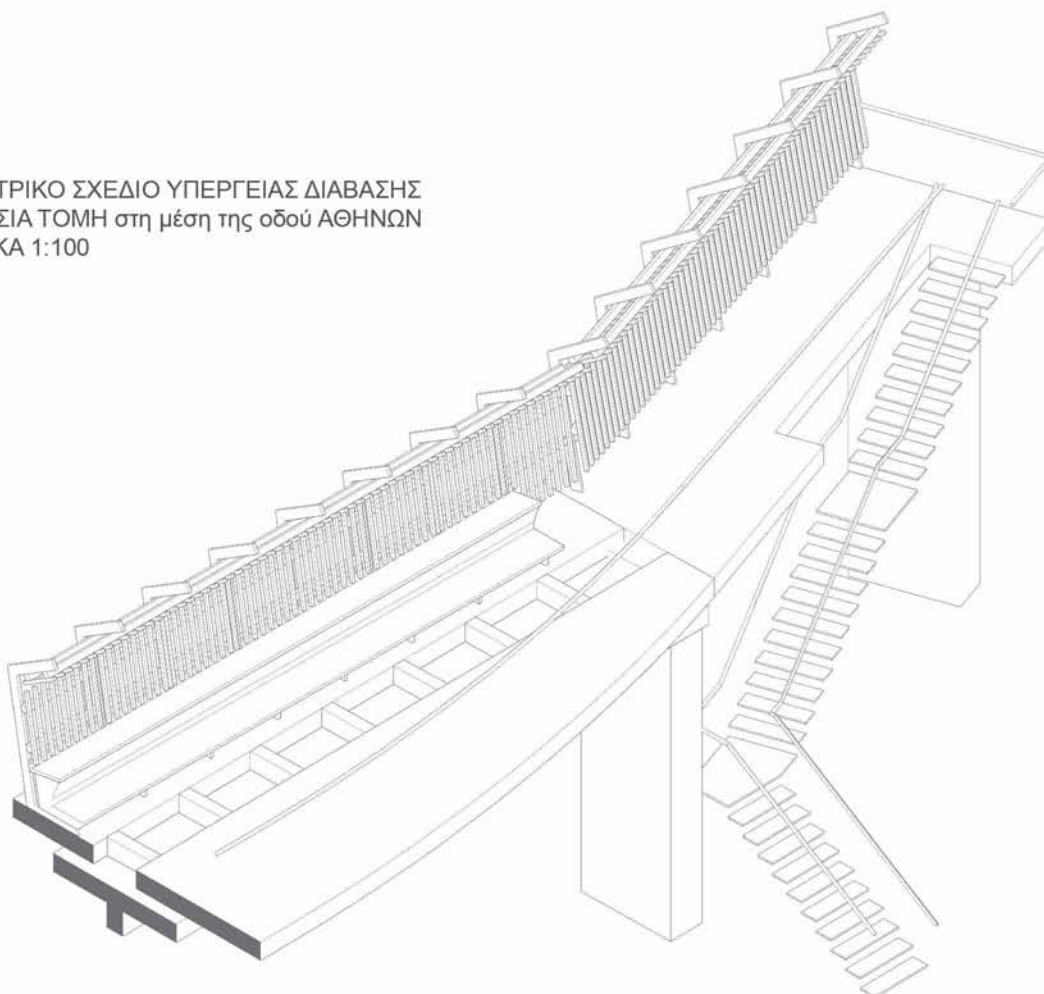 ΤΡΙΚΟ ΣΧΕΔΙΟ ΥΠΕΡΓΕΙΑΣ ΔΙΑΒΑΣΗΣ
ΣΙΑ ΤΟΜΗ στη μέση της οδού ΑΘΗΝΩΝ
ΚΑ 1:100